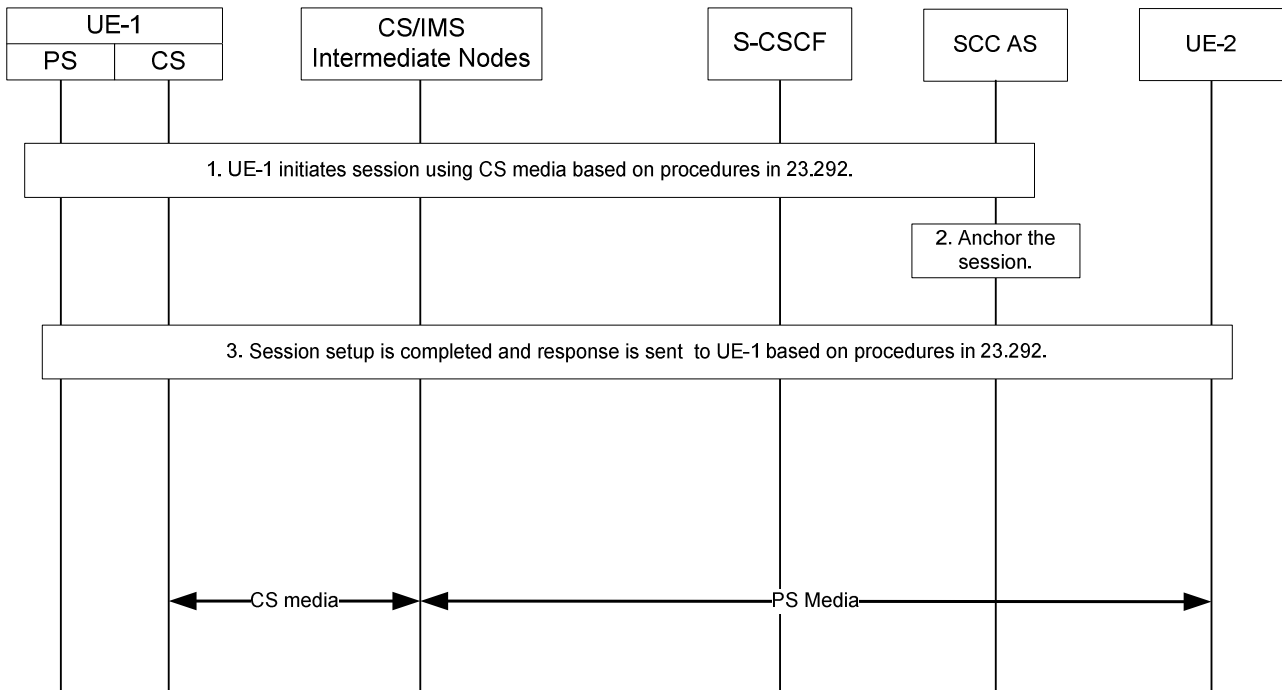 UE-1
PS
CS
CS/IMS
Intermediate Nodes
S-CSCF
SCC AS
UE-2
1. UE-1 initiates session using CS media based on procedures in 23.292.
2. Anchor the
session.
3. Session setup is completed and response is sent to UE-1 based on procedures in 23.292.
CS media
PS Media